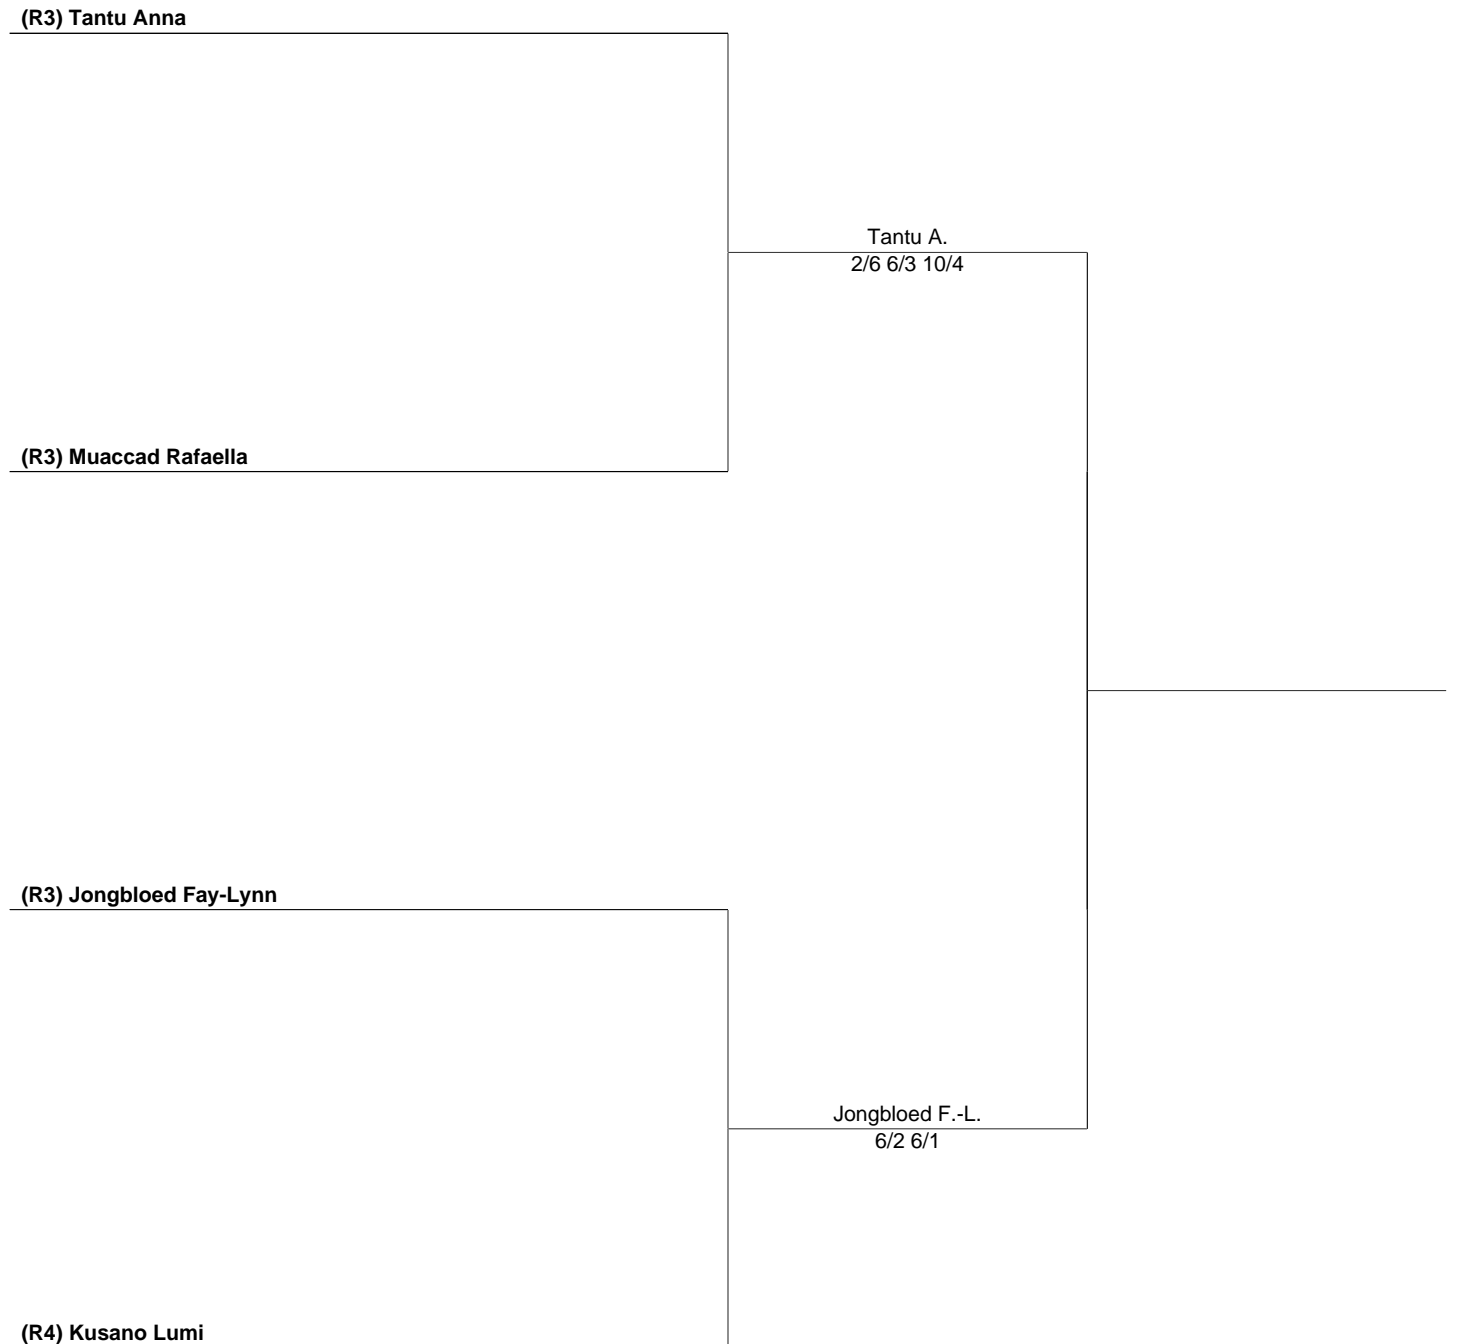 (R3) Tantu Anna
Tantu A.
2/6 6/3 10/4
(R3) Muaccad Rafaella
(R3) Jongbloed Fay-Lynn
Jongbloed F.-L.
6/2 6/1
(R4) Kusano Lumi